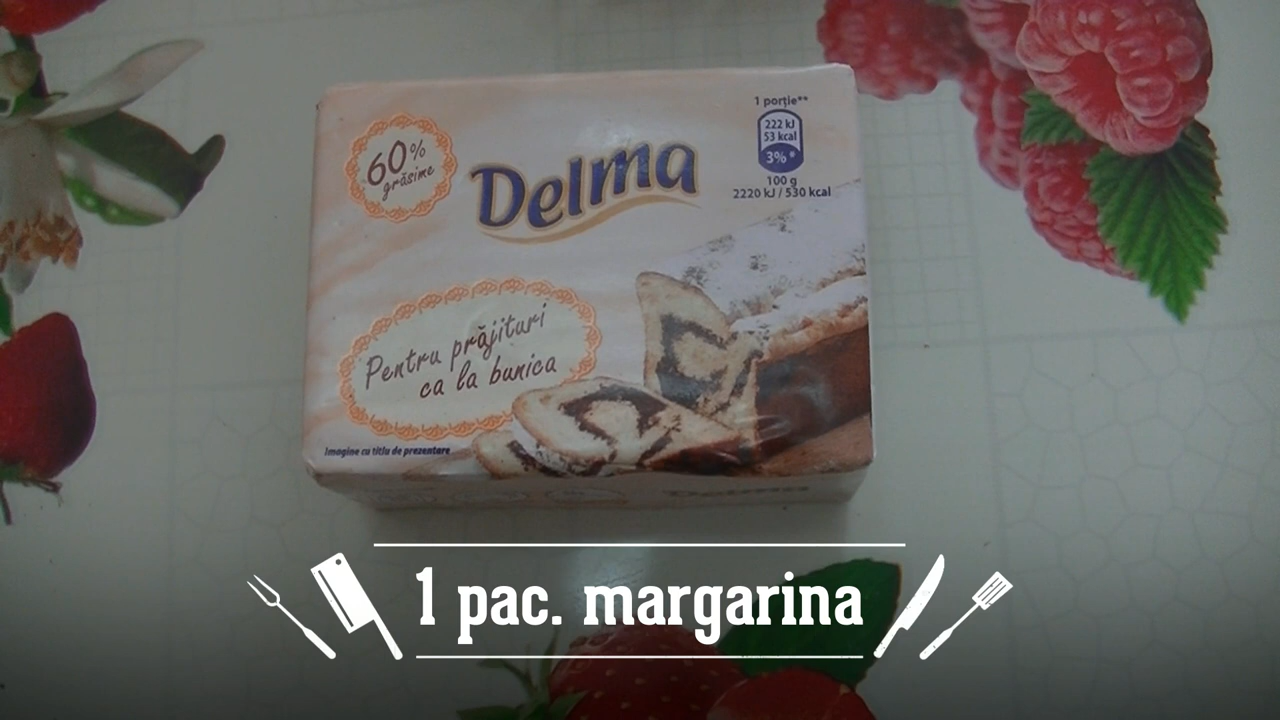 60%
grăsime
Delma
1 porție**
222 kJ
53 kcal
3% *
100 g
2220 kJ / 530 kcal
Pentru prăjituri
ca la bunica
Imagine cu titlu de prezentare
Delma
1 pac. margarina